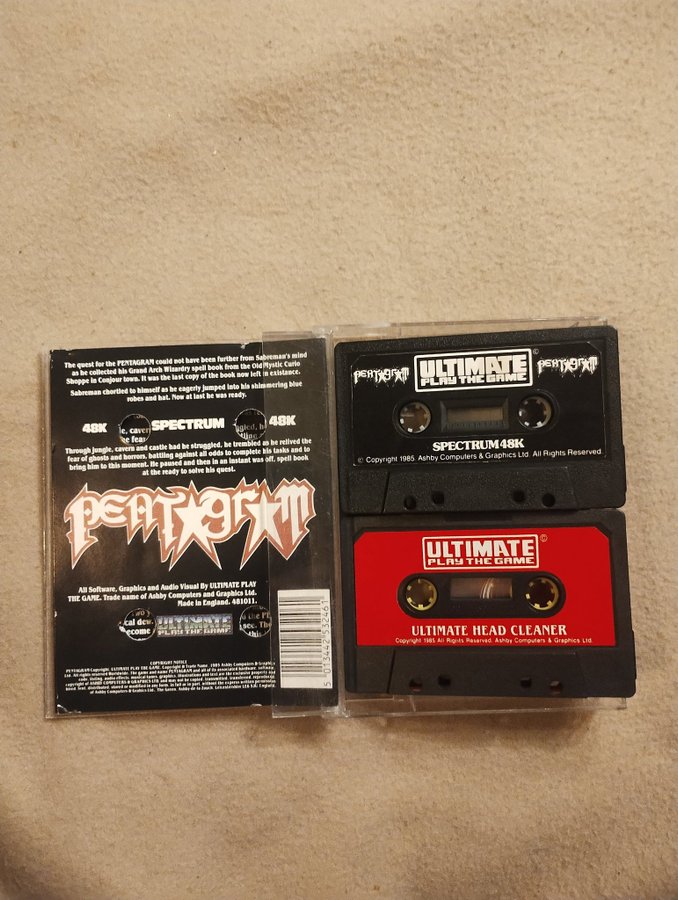 The quest for the PENTAGRAM could not have been further from Sabreman's mind
as he collected his Grand Arch Wizardry spell book from the Old Mystic Curio
Shoppe in Conjour town. It was the last copy of the book now left in existance.
Sabreman chortled to himself as he eagerly jumped into his shimmering blue
robes and hat. Now at last he was ready.
48K SPECTRUM 48K
Through jungle, cavern and castle had he struggled, he trembled as he relived the
fear of ghosts and horrors, battling against all odds to complete his tasks and to
bring him to this moment. He paused and then in an instant was off, spell book
at the ready to solve his quest.
PENTAGRAM
All Software, Graphics and Audio Visual By ULTIMATE PLAY
THE GAME. Trade name of Ashby Computers and Graphics Ltd.
Made in England. 481011.
ULTIMATE
PLAY THE GAME
COPYRIGHT NOTICE
5 013442 532461
PENTAGRAM ULTIMATE © PENTAGRAM
PLAY THE GAME
SPECTRUM 48K
© Copyright 1985. Ashby Computers & Graphics Ltd. All Rights Reserved.
ULTIMATE ©
PLAY THE GAME
ULTIMATE HEAD CLEANER
Copyright 1985. All Rights Reserved. Ashby Computers & Graphics Ltd.